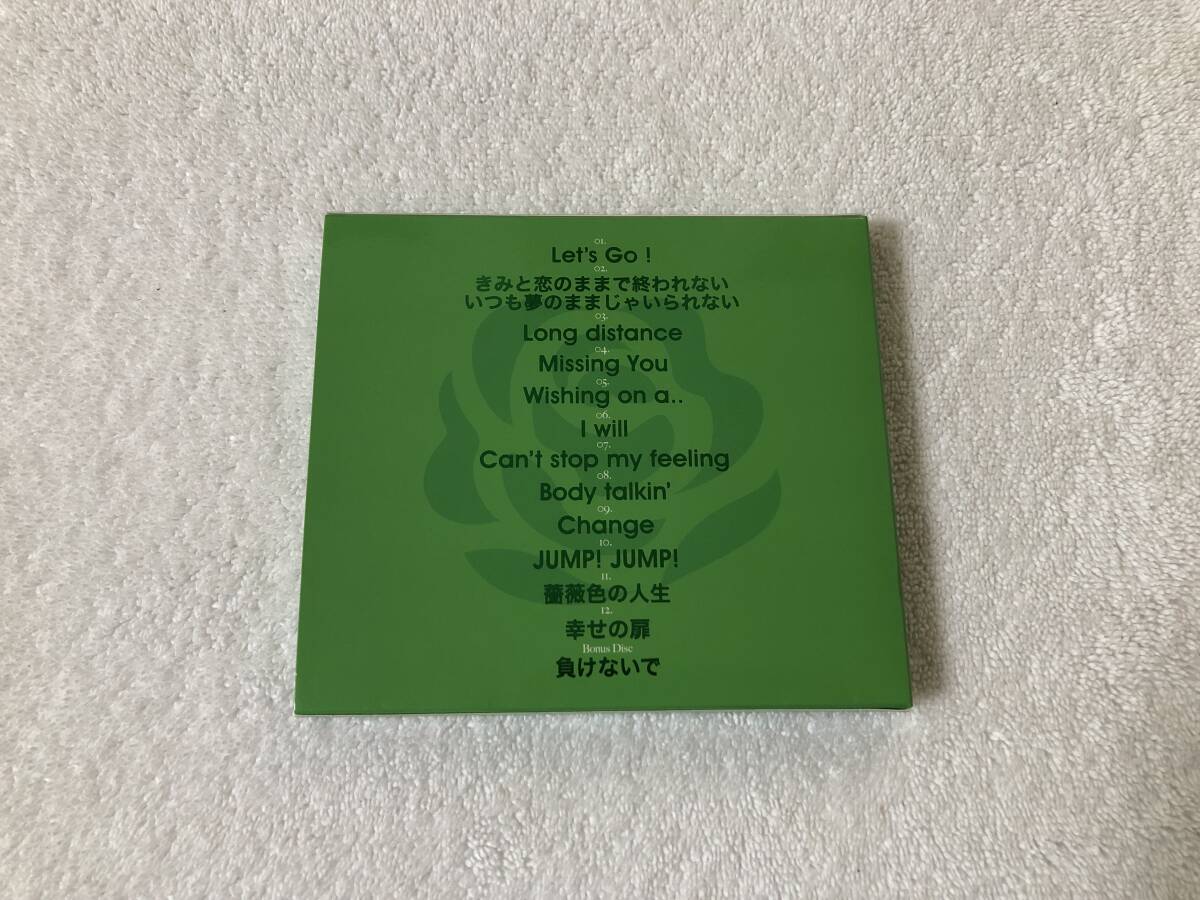 01.
Let's Go !
02.
きみと恋のままで終われない
いつも夢のままじゃいられない
03.
Long distance
04.
Missing You
05.
Wishing on a..
06.
I will
07.
Can't stop my feeling
08.
Body talkin'
09.
Change
10.
JUMP! JUMP!
11.
薔薇色の人生
12.
幸せの扉
Bonus Disc
負けないで